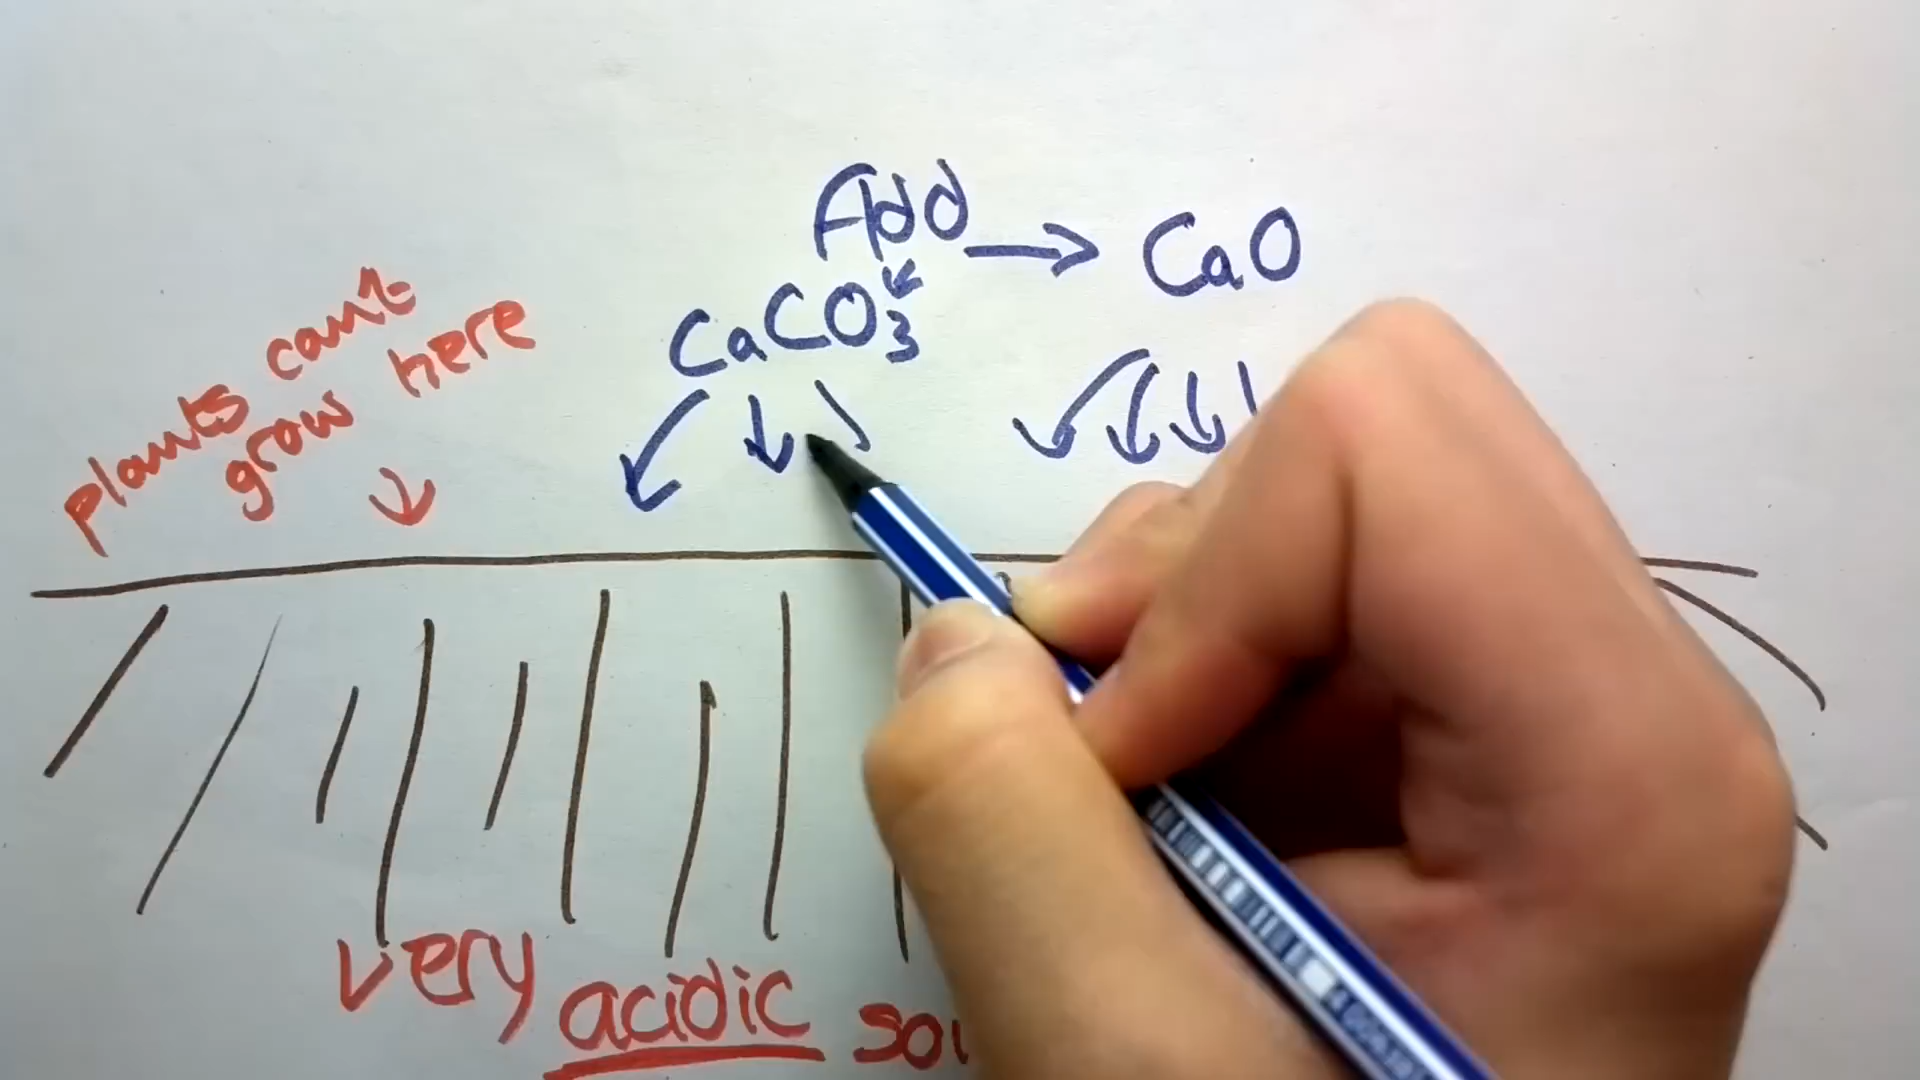 Add → CaO
CaCO₃
plants can't
grow here
very acidic